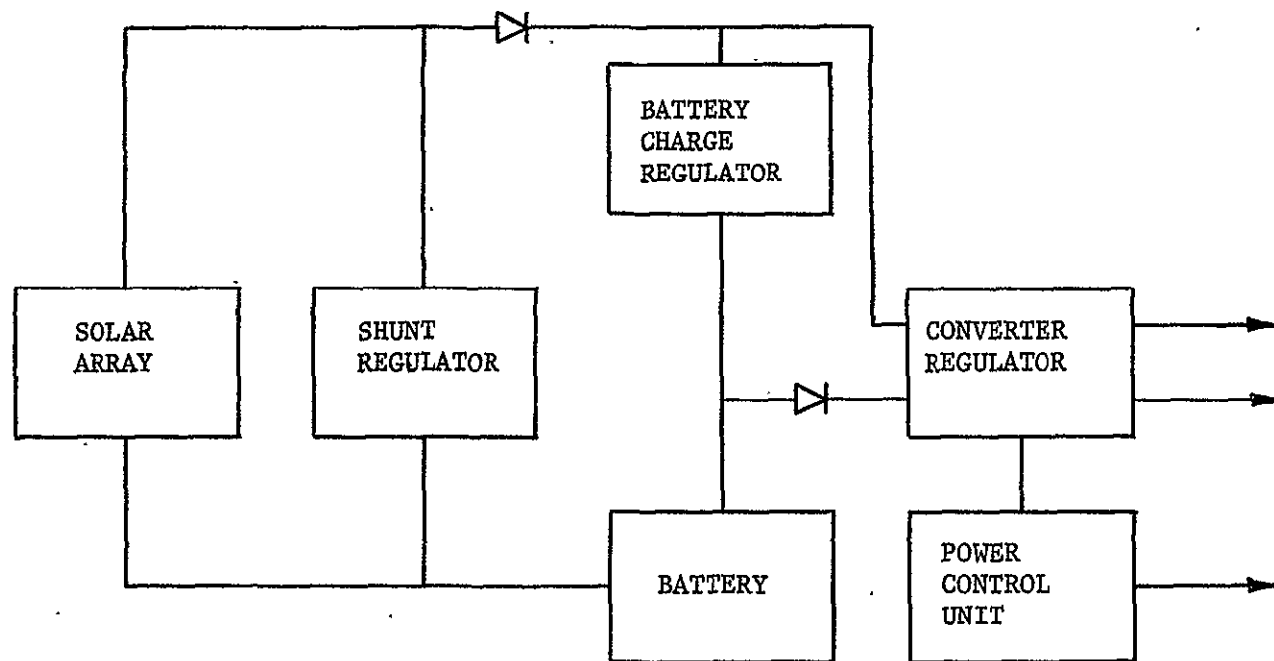 BATTERY
CHARGE
REGULATOR
SOLAR
ARRAY
SHUNT
REGULATOR
CONVERTER
REGULATOR
BATTERY
POWER
CONTROL
UNIT